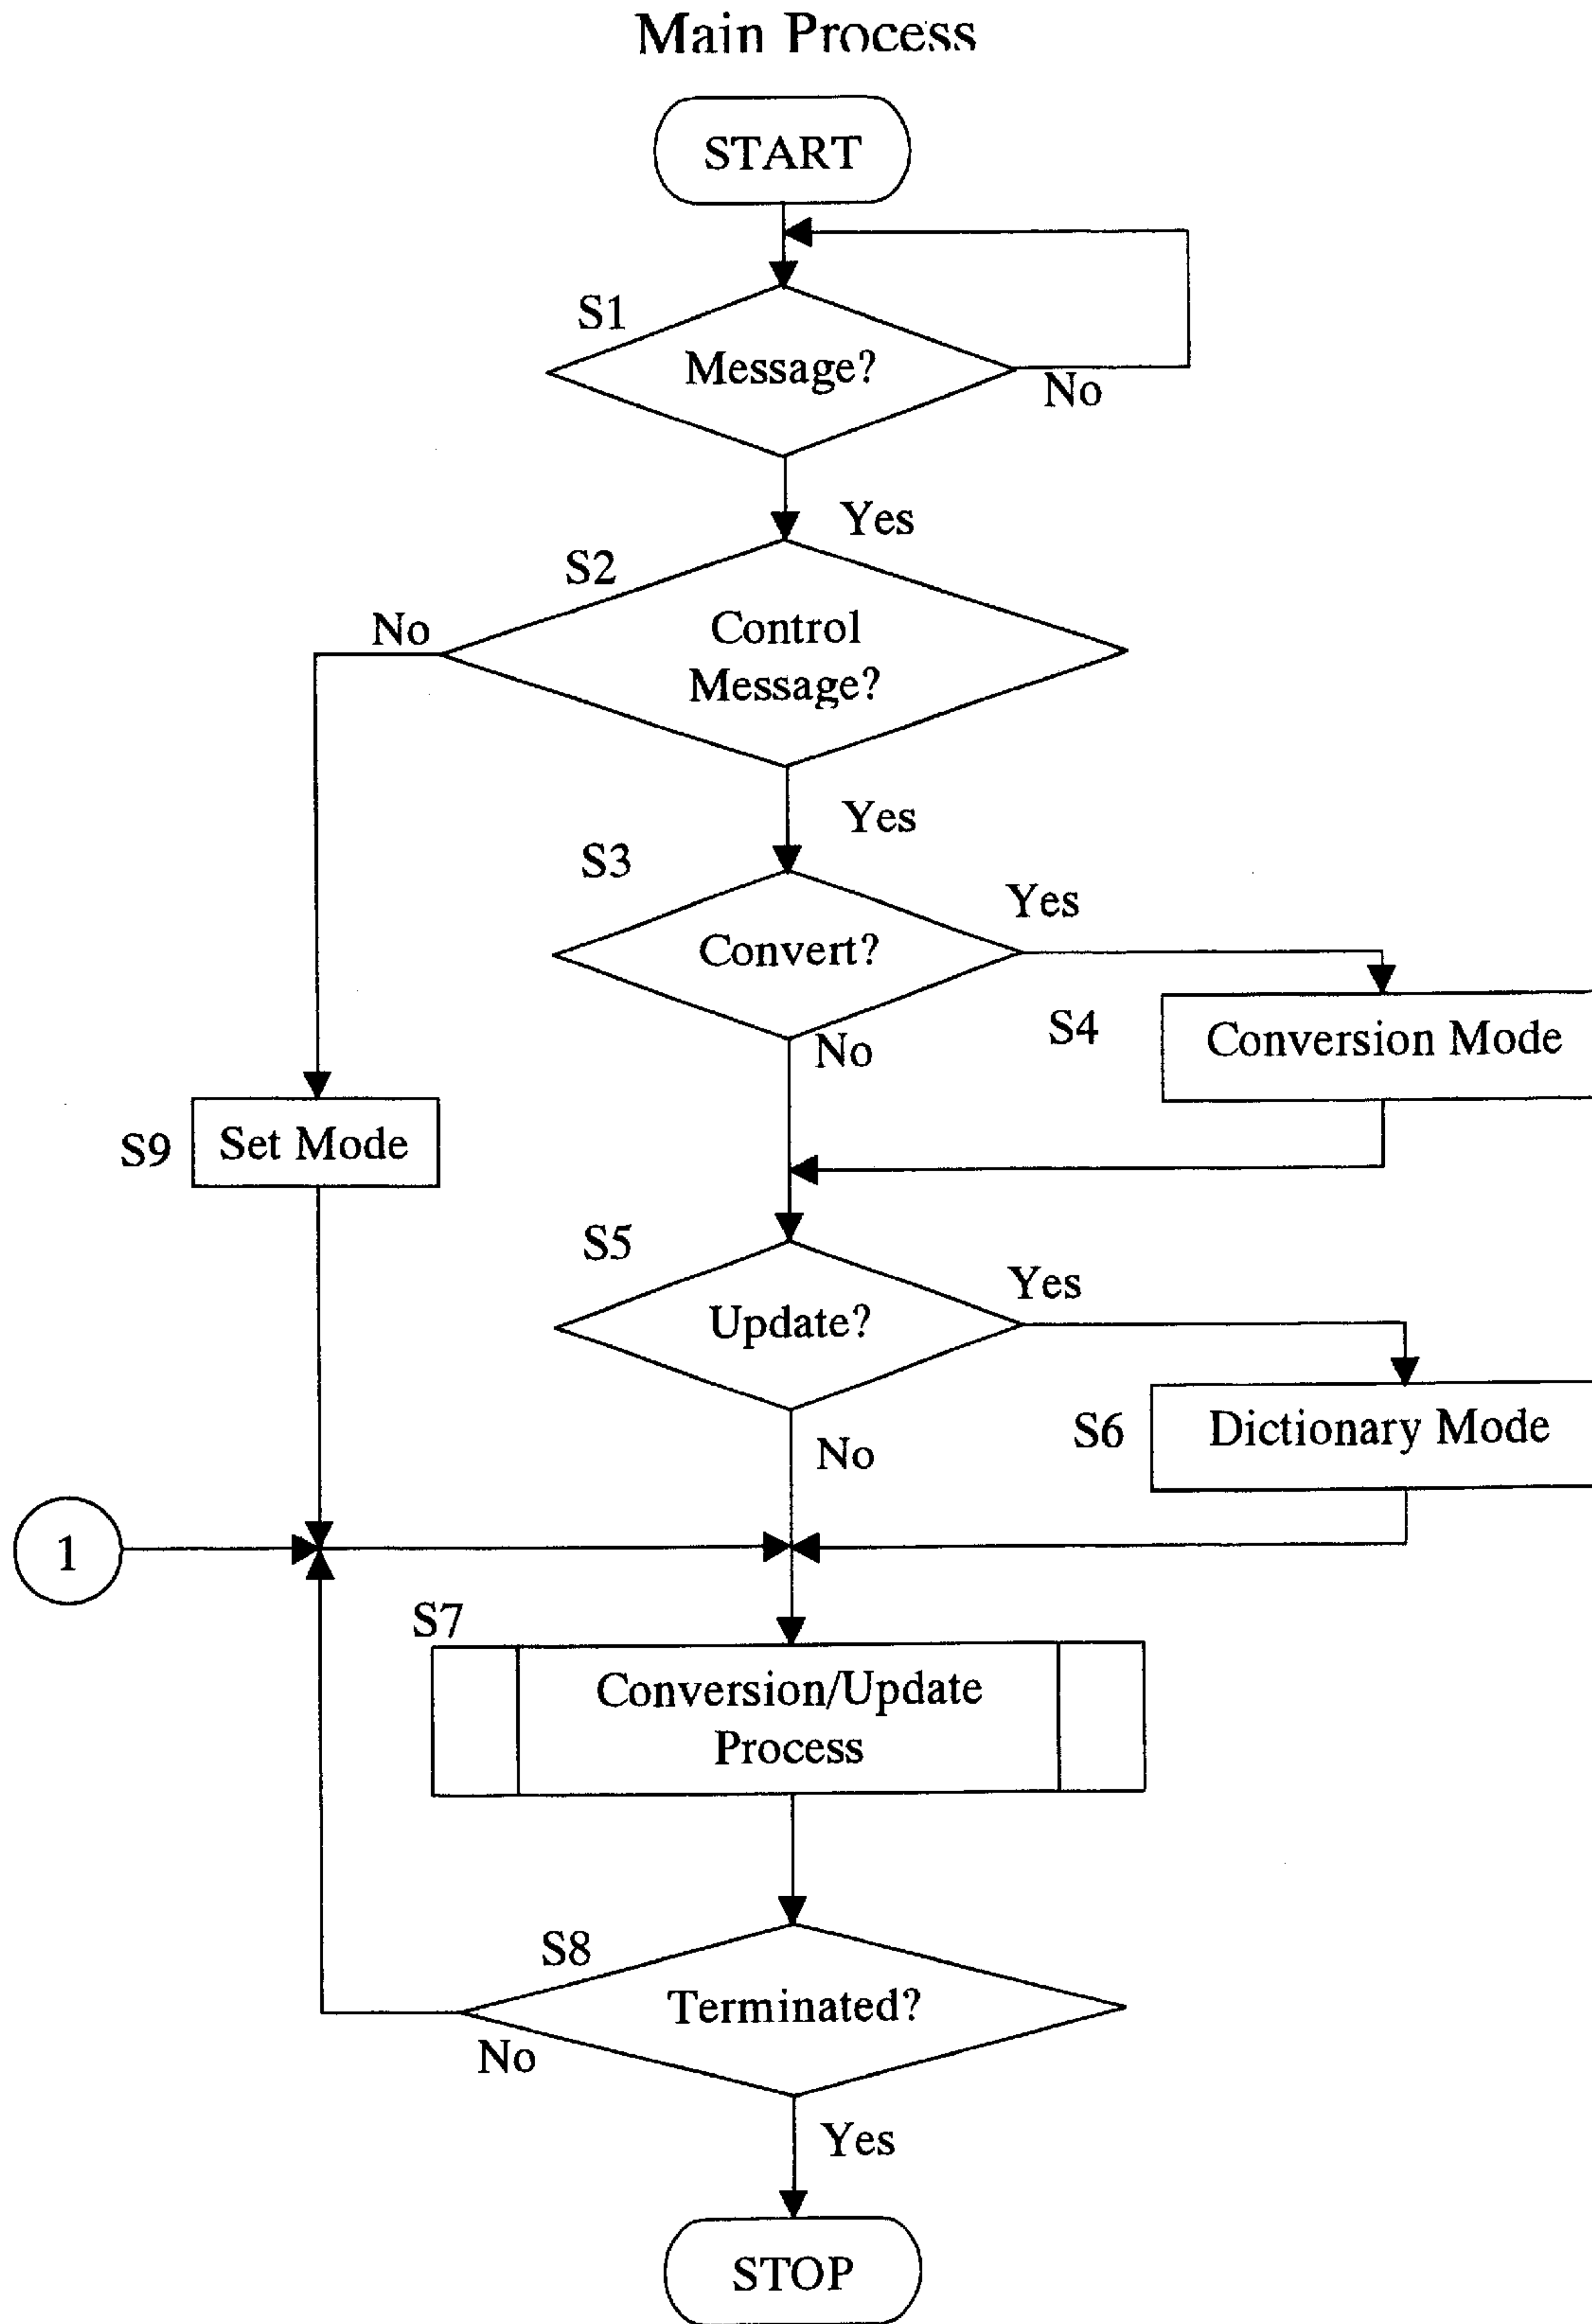 Main Process
START
S1
Message?
No
Yes
S2
No
Control
Message?
Yes
S3
Yes
Convert?
S4
Conversion Mode
No
S9
Set Mode
S5
Yes
Update?
S6
Dictionary Mode
No
1
S7
Conversion/Update
Process
S8
Terminated?
No
Yes
STOP